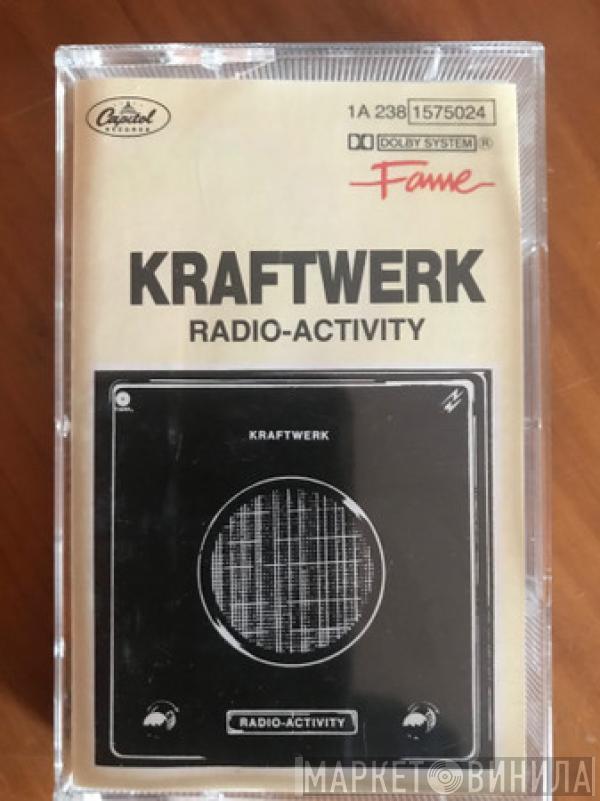 Capitol
RECORDS
1A 238 1575024
DOLBY SYSTEM ®
Fame
KRAFTWERK
RADIO-ACTIVITY
KRAFTWERK
RADIO-ACTIVITY
МАРКЕТ ВИНИЛА